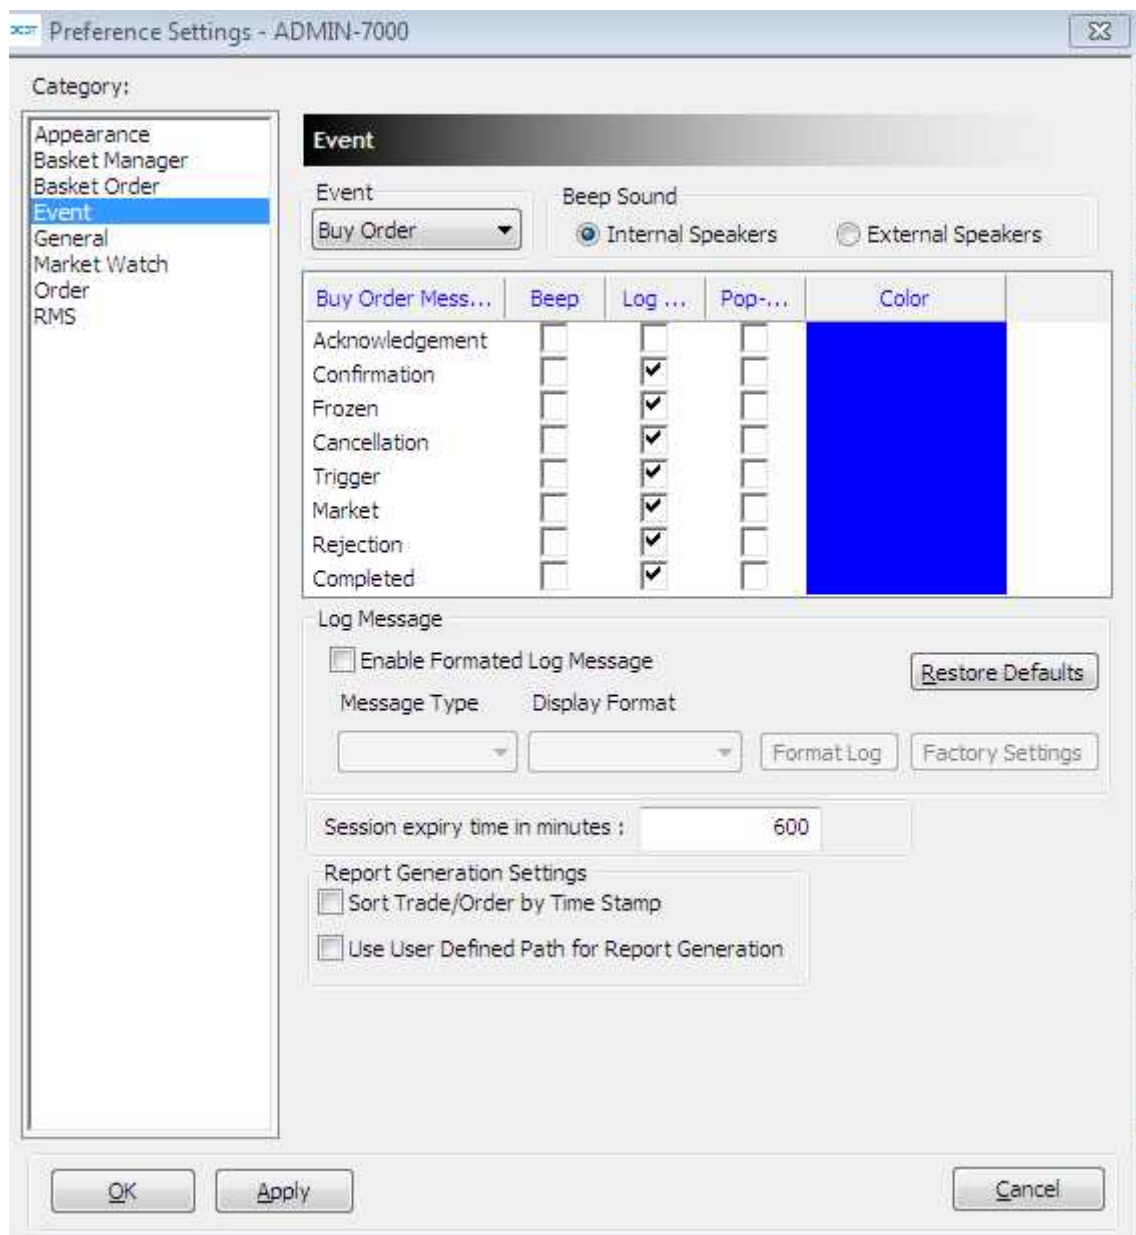 Preference Settings - ADMIN-7000
Category:
Appearance
Basket Manager
Basket Order
Event
General
Market Watch
Order
RMS
Event
Event
Beep Sound
Buy Order
Internal Speakers
External Speakers
Buy Order Mess... Beep Log ... Pop-... Color
Acknowledgement
Confirmation
Frozen
Cancellation
Trigger
Market
Rejection
Completed
Log Message
Enable Formated Log Message
Restore Defaults
Message Type Display Format
Format Log Factory Settings
Session expiry time in minutes : 600
Report Generation Settings
Sort Trade/Order by Time Stamp
Use User Defined Path for Report Generation
OK Apply Cancel